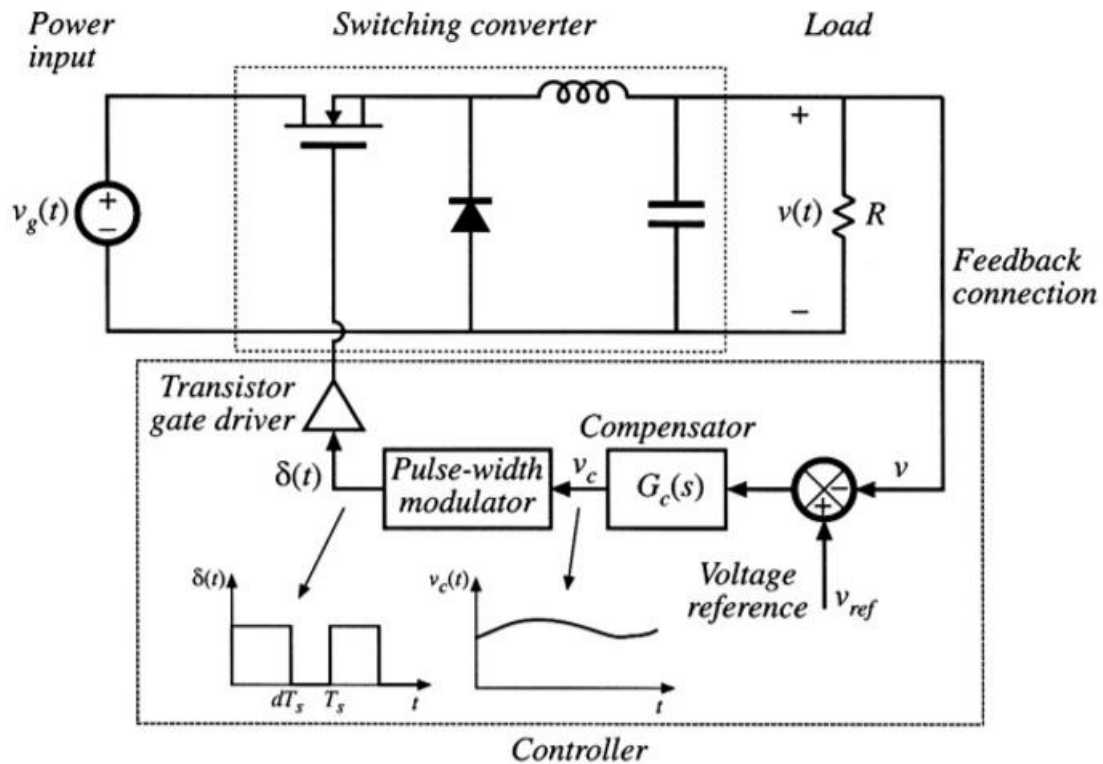 Power
input
Switching converter
Load
v_g(t)
+
–
+
v(t)
R
–
Feedback
connection
Transistor
gate driver
Compensator
δ(t)
Pulse-width
modulator
v_c
G_c(s)
–
+
v
Voltage
reference
v_ref
δ(t)
dT_s
T_s
t
v_c(t)
t
Controller